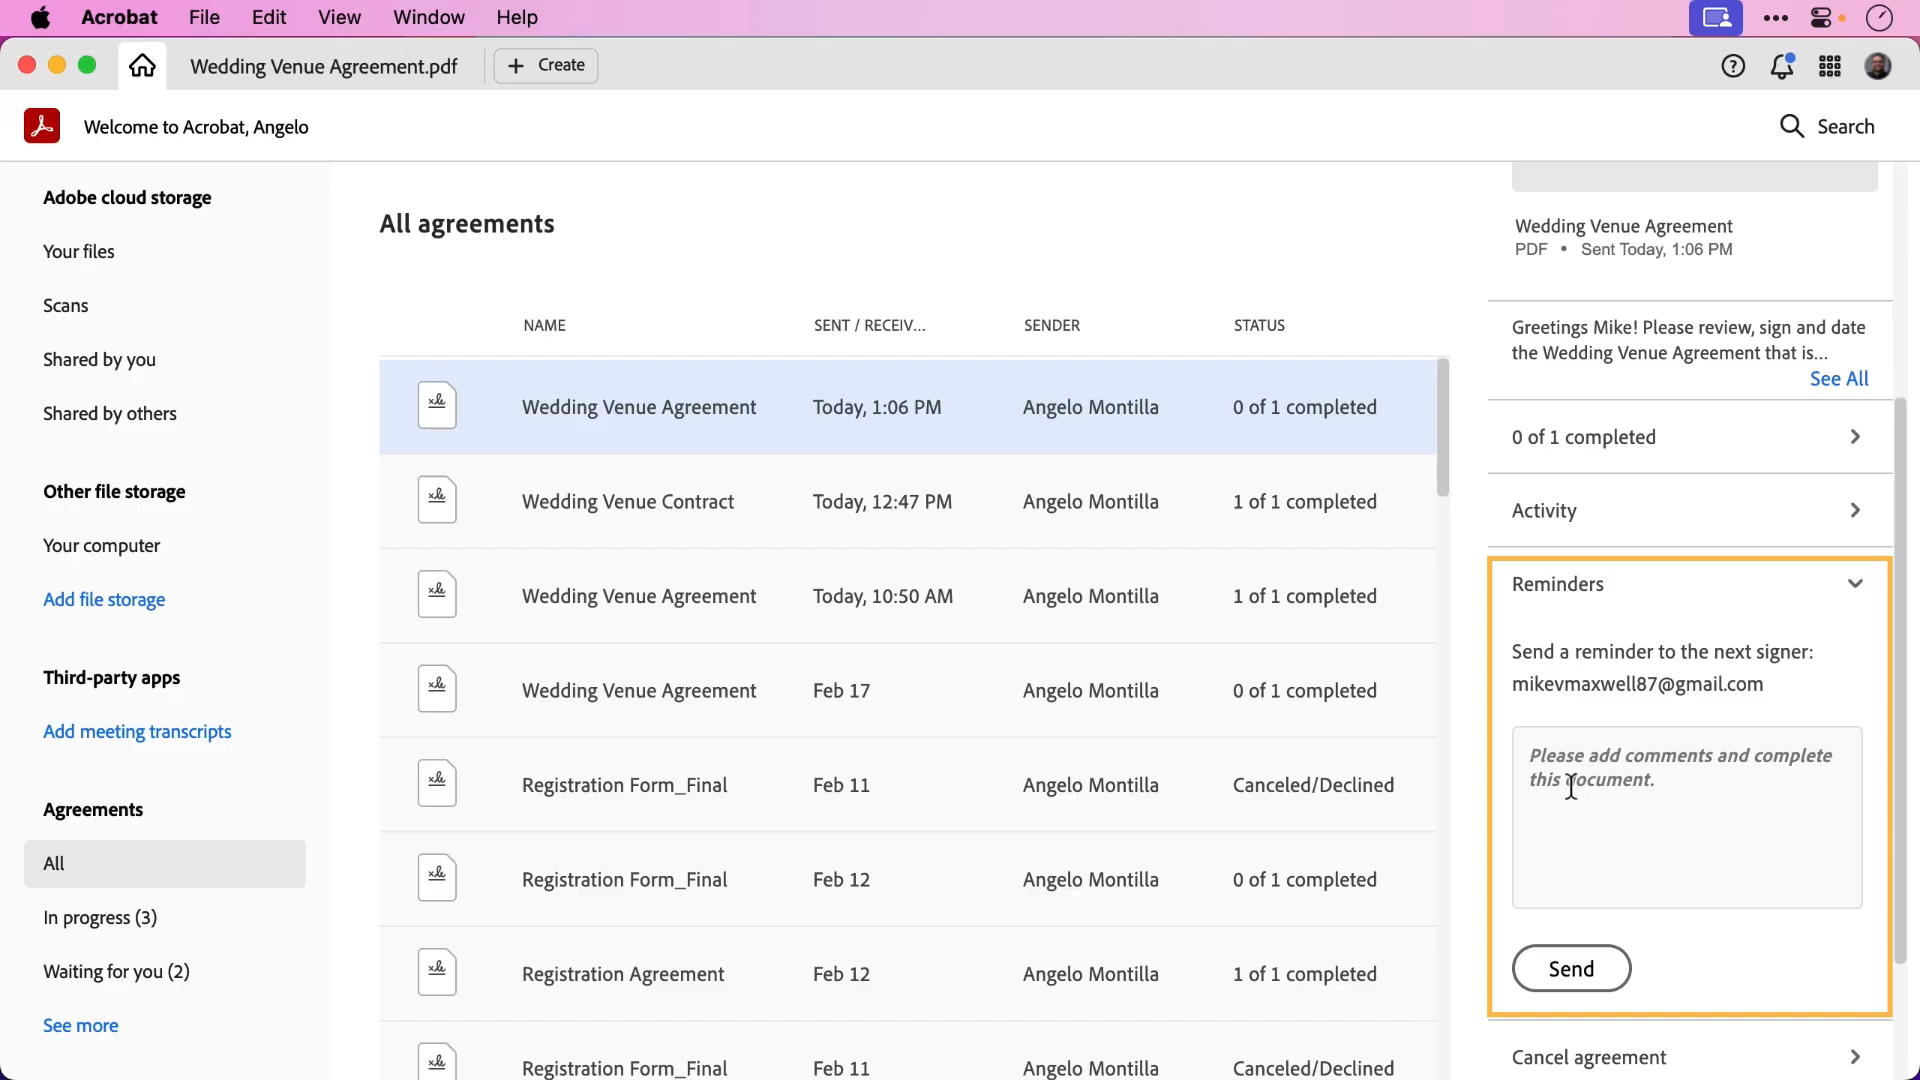 Acrobat File Edit View Window Help
Wedding Venue Agreement.pdf
+ Create
Welcome to Acrobat, Angelo
Search
Adobe cloud storage
Your files
Scans
Shared by you
Shared by others
Other file storage
Your computer
Add file storage
Third-party apps
Add meeting transcripts
Agreements
All
In progress (3)
Waiting for you (2)
See more
All agreements
NAME SENT / RECEIV... SENDER STATUS
Wedding Venue Agreement Today, 1:06 PM Angelo Montilla 0 of 1 completed
Wedding Venue Contract Today, 12:47 PM Angelo Montilla 1 of 1 completed
Wedding Venue Agreement Today, 10:50 AM Angelo Montilla 1 of 1 completed
Wedding Venue Agreement Feb 17 Angelo Montilla 0 of 1 completed
Registration Form_Final Feb 11 Angelo Montilla Canceled/Declined
Registration Form_Final Feb 12 Angelo Montilla 0 of 1 completed
Registration Agreement Feb 12 Angelo Montilla 1 of 1 completed
Registration Form_Final Feb 11 Angelo Montilla Canceled/Declined
Wedding Venue Agreement
PDF • Sent Today, 1:06 PM
Greetings Mike! Please review, sign and date
the Wedding Venue Agreement that is...
See All
0 of 1 completed
Activity
Reminders
Send a reminder to the next signer:
mikevmaxwell87@gmail.com
Please add comments and complete
this document.
Send
Cancel agreement